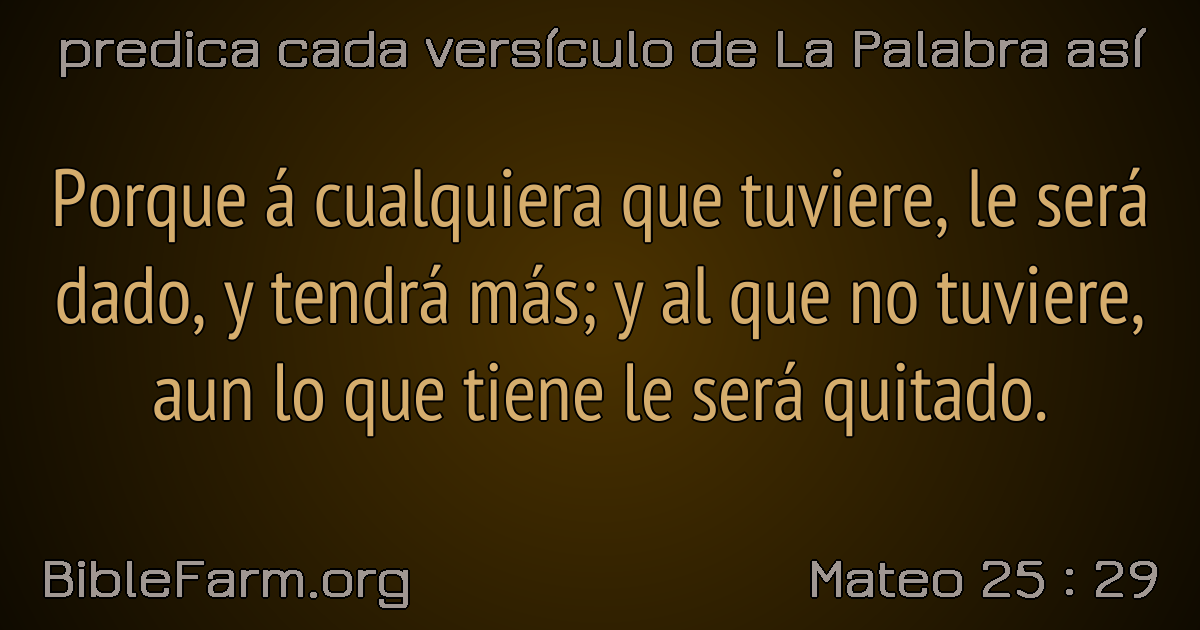 predica cada versículo de La Palabra así
Porque á cualquiera que tuviere, le será
dado, y tendrá más; y al que no tuviere,
aun lo que tiene le será quitado.
BibleFarm.org
Mateo 25 : 29